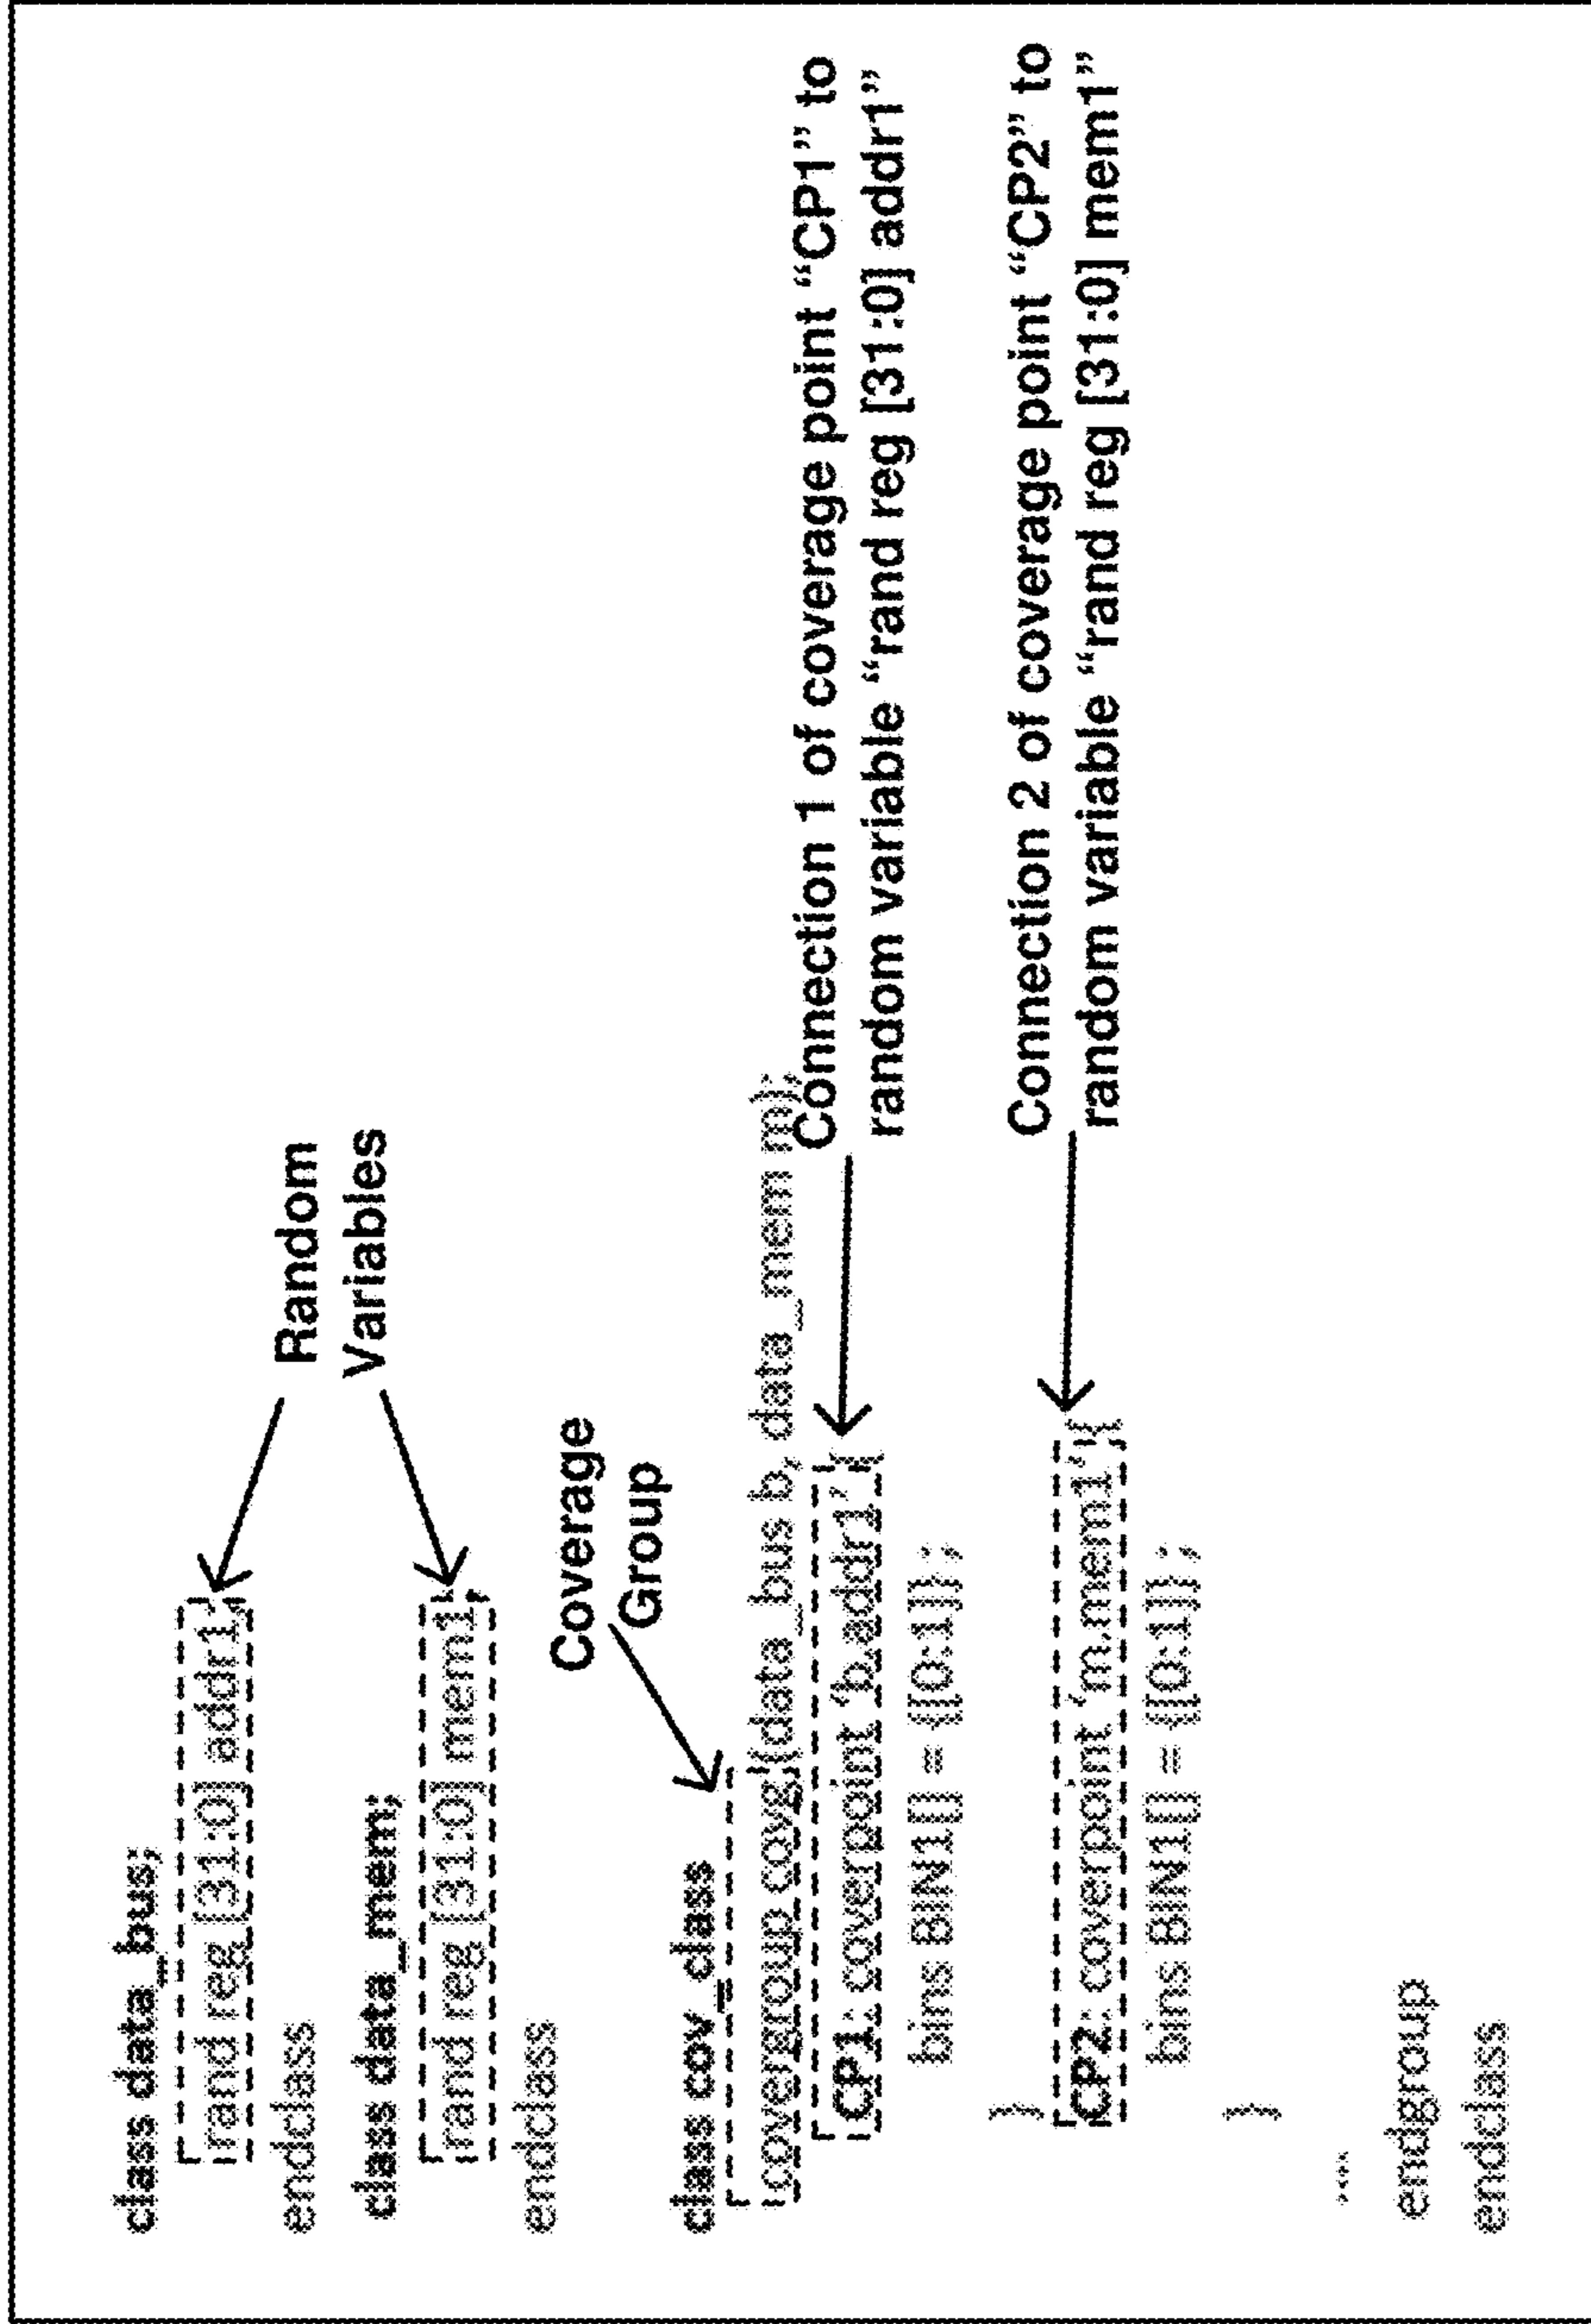 class data_bus;
rand reg [31:0] addr1;
endclass
Random
Variables
class data_mem;
rand reg [31:0] mem1;
endclass
Coverage
Group
class cov_class
covergroup covg (data_bus b, data_mem m);
CP1: coverpoint 'b.addr1'{
Connection 1 of coverage point “CP1” to
random variable “rand reg [31:0] addr1”
bins BIN1[] = {[0:1]};
}
CP2: coverpoint 'm.mem1'{
Connection 2 of coverage point “CP2” to
random variable “rand reg [31:0] mem1”
bins BIN1[] = {[0:1]};
}
...
endgroup
endclass